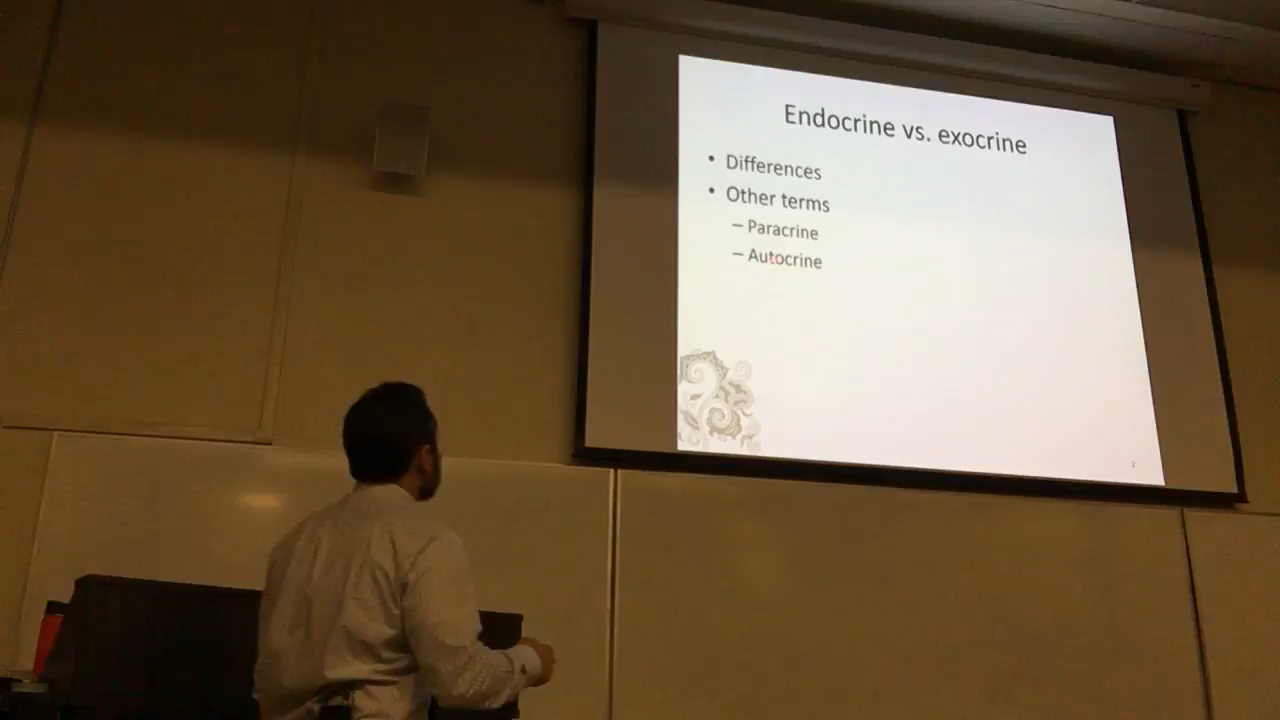 Endocrine vs. exocrine
• Differences
• Other terms
– Paracrine
– Autocrine